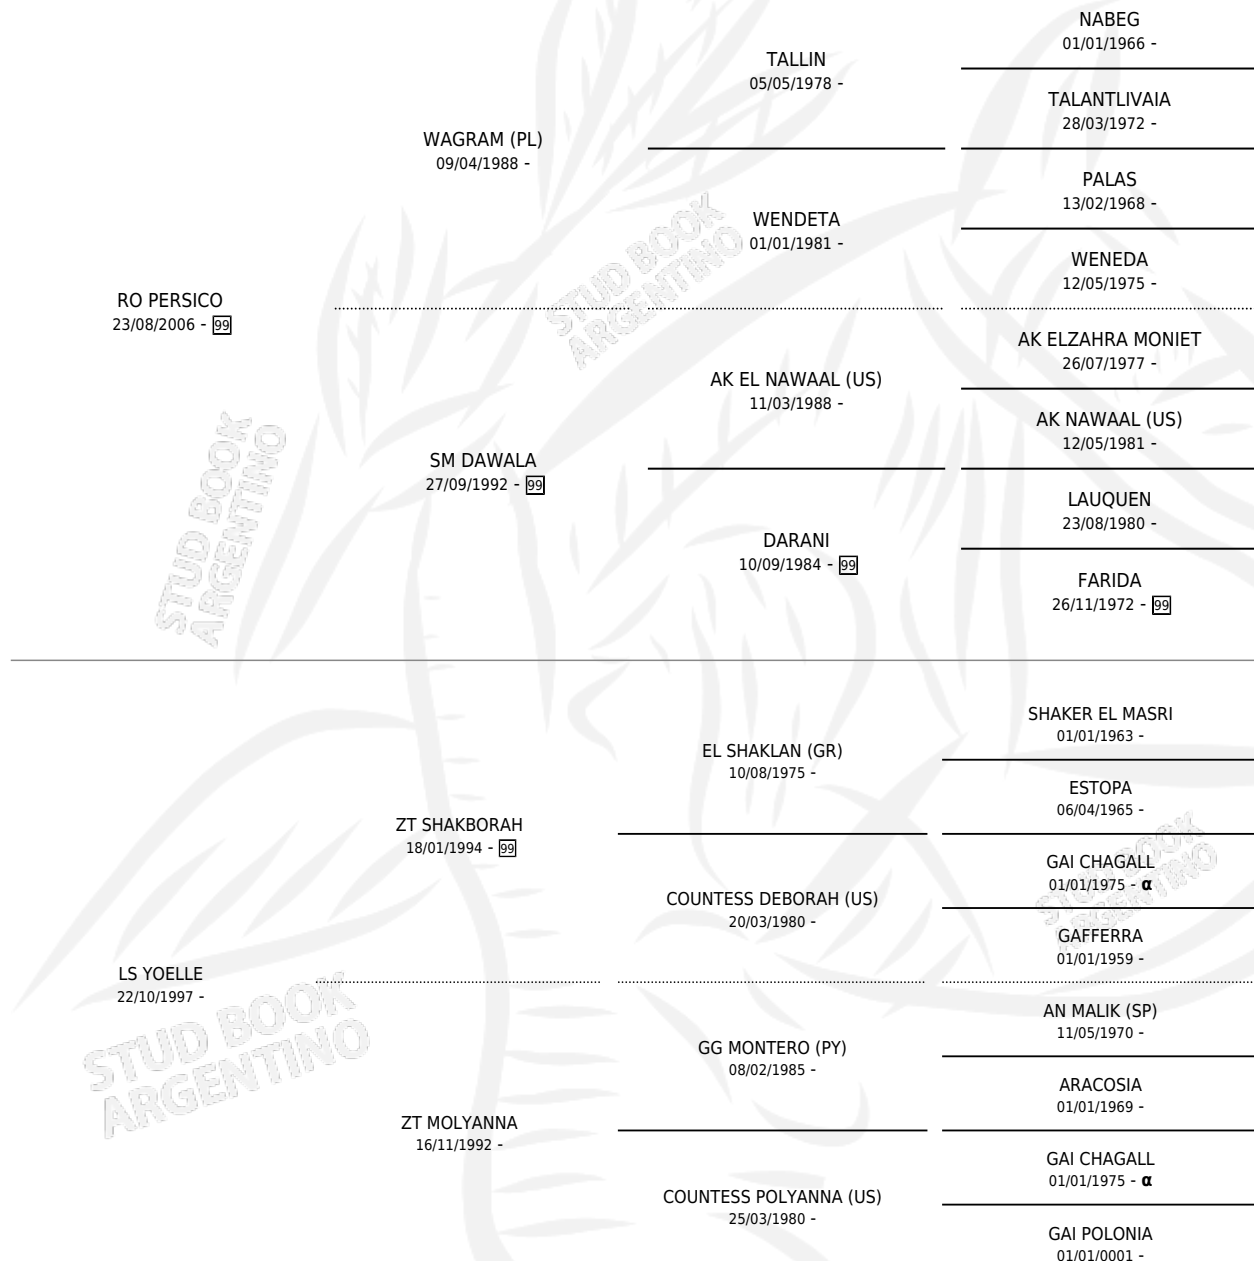 NABEG
01/01/1966 -
TALLIN
05/05/1978 -
TALANTLIVAIA
28/03/1972 -
WAGRAM (PL)
09/04/1988 -
PALAS
13/02/1968 -
WENDETA
01/01/1981 -
WENEDA
12/05/1975 -
RO PERSICO
23/08/2006 - 99
AK ELZAHRA MONIET
26/07/1977 -
AK EL NAWAAL (US)
11/03/1988 -
AK NAWAAL (US)
12/05/1981 -
SM DAWALA
27/09/1992 - 99
LAUQUEN
23/08/1980 -
DARANI
10/09/1984 - 99
FARIDA
26/11/1972 - 99
SHAKER EL MASRI
01/01/1963 -
EL SHAKLAN (GR)
10/08/1975 -
ESTOPA
06/04/1965 -
ZT SHAKBORAH
18/01/1994 - 99
GAI CHAGALL
01/01/1975 - α
COUNTESS DEBORAH (US)
20/03/1980 -
GAFFERRA
01/01/1959 -
LS YOELLE
22/10/1997 -
AN MALIK (SP)
11/05/1970 -
GG MONTERO (PY)
08/02/1985 -
ARACOSIA
01/01/1969 -
ZT MOLYANNA
16/11/1992 -
GAI CHAGALL
01/01/1975 - α
COUNTESS POLYANNA (US)
25/03/1980 -
GAI POLONIA
01/01/0001 -
STUD BOOK
ARGENTINO
STUD BOOK
ARGENTINO
STUD BOOK
ARGENTINO
STUD BOOK
ARGENTINO